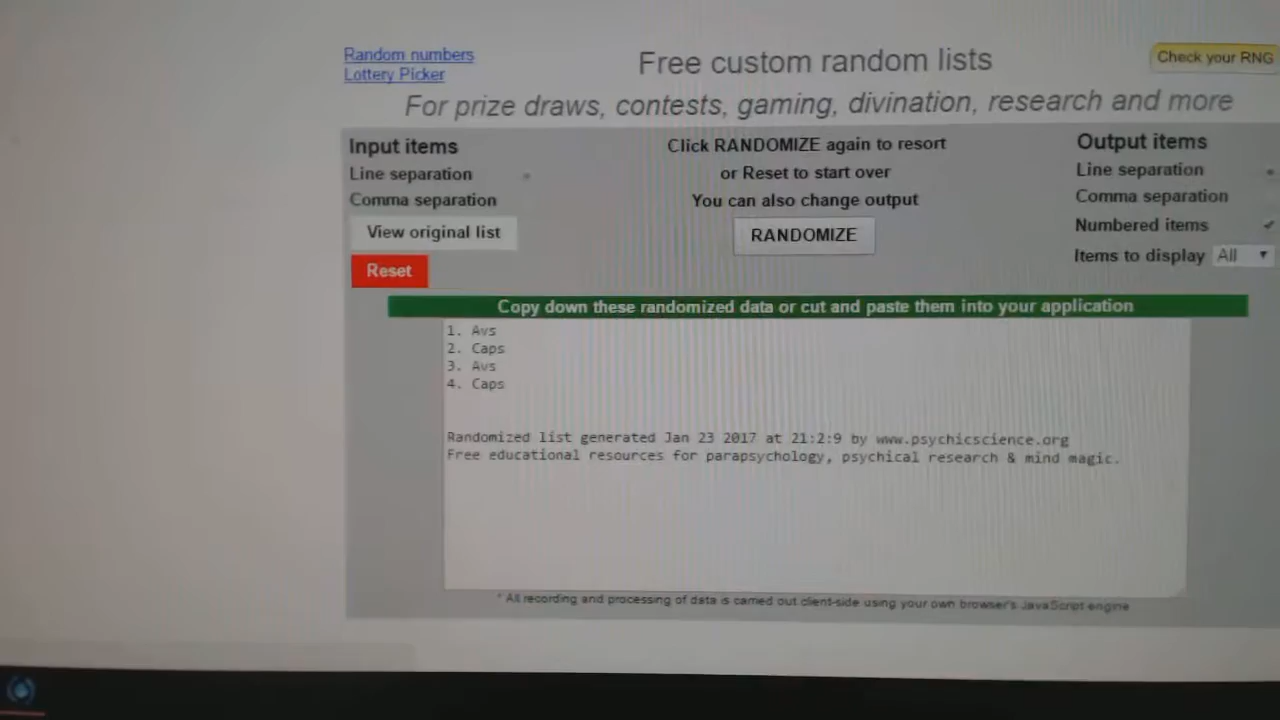 Random numbers
Lottery Picker
Free custom random lists
Check your RNG
For prize draws, contests, gaming, divination, research and more
Input items
Line separation
Comma separation
View original list
Reset
Click RANDOMIZE again to resort
or Reset to start over
You can also change output
RANDOMIZE
Output items
Line separation
Comma separation
Numbered items
Items to display All
Copy down these randomized data or cut and paste them into your application
1. Avs
2. Caps
3. Avs
4. Caps
Randomized list generated Jan 23 2017 at 21:2:9 by www.psychicscience.org
Free educational resources for parapsychology, psychical research & mind magic.
* All recording and processing of data is carried out client-side using your own browser's JavaScript engine